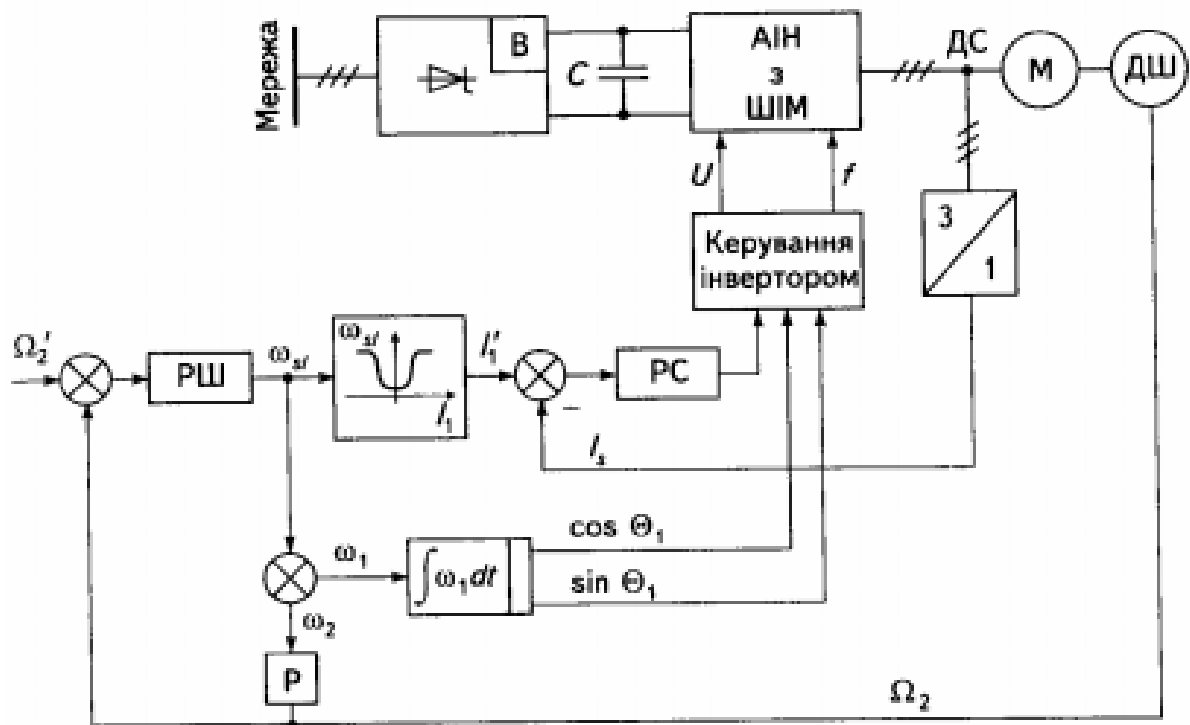 Мережа
В
C
АІН
з
ШІМ
ДС
М
ДШ
U
f
Керування
інвертором
3
1
Ω₂′
РШ
ω_sl
ω_sl
I₁
I₁′
РС
–
I_s
cos Θ₁
ω₁
∫ω₁dt
sin Θ₁
ω₂
Р
Ω₂